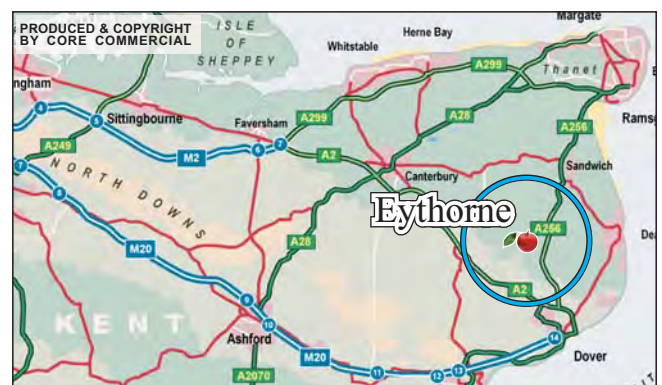 PRODUCED & COPYRIGHT
BY CORE COMMERCIAL
ISLE
OF
SHEPPEY
Margate
Herne Bay
Whitstable
A299
Thanet
ngham
4
5
Sittingbourne
Faversham
A299
A28
A256
Rams
A249
M2
6
7
A2
Sandwich
7
8
NORTH DOWNS
Canterbury
Eythorne
A256
Dea
M20
A28
A2
9
10
KENT
Ashford
M20
14
Dover
A2070
11
12
13